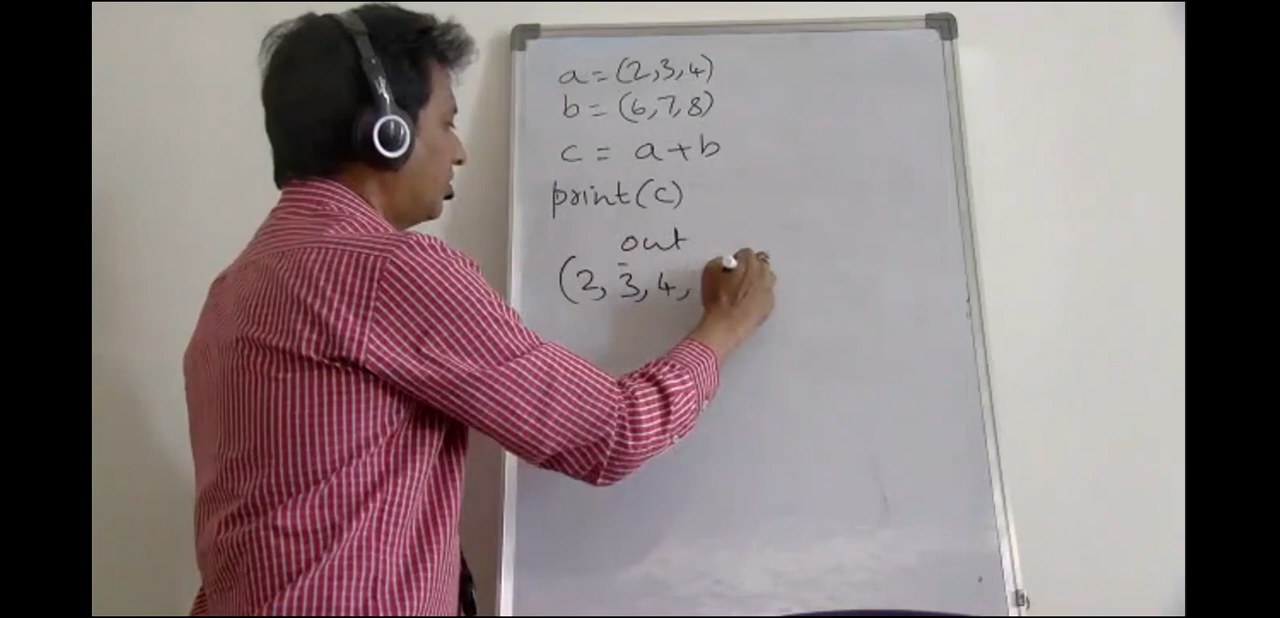 a = (2,3,4)
b = (6,7,8)
c = a+b
print(c)
out
(2, 3, 4,